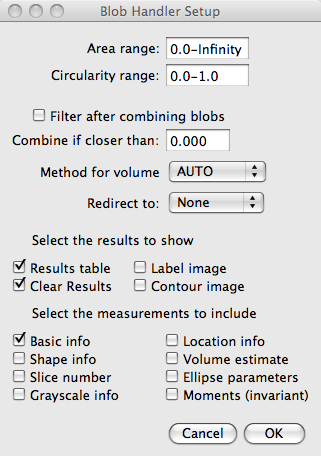 Blob Handler Setup
Area range: 0.0-Infinity
Circularity range: 0.0-1.0
Filter after combining blobs
Combine if closer than: 0.000
Method for volume AUTO
Redirect to: None
Select the results to show
Results table Label image
Clear Results Contour image
Select the measurements to include
Basic info Location info
Shape info Volume estimate
Slice number Ellipse parameters
Grayscale info Moments (invariant)
Cancel OK